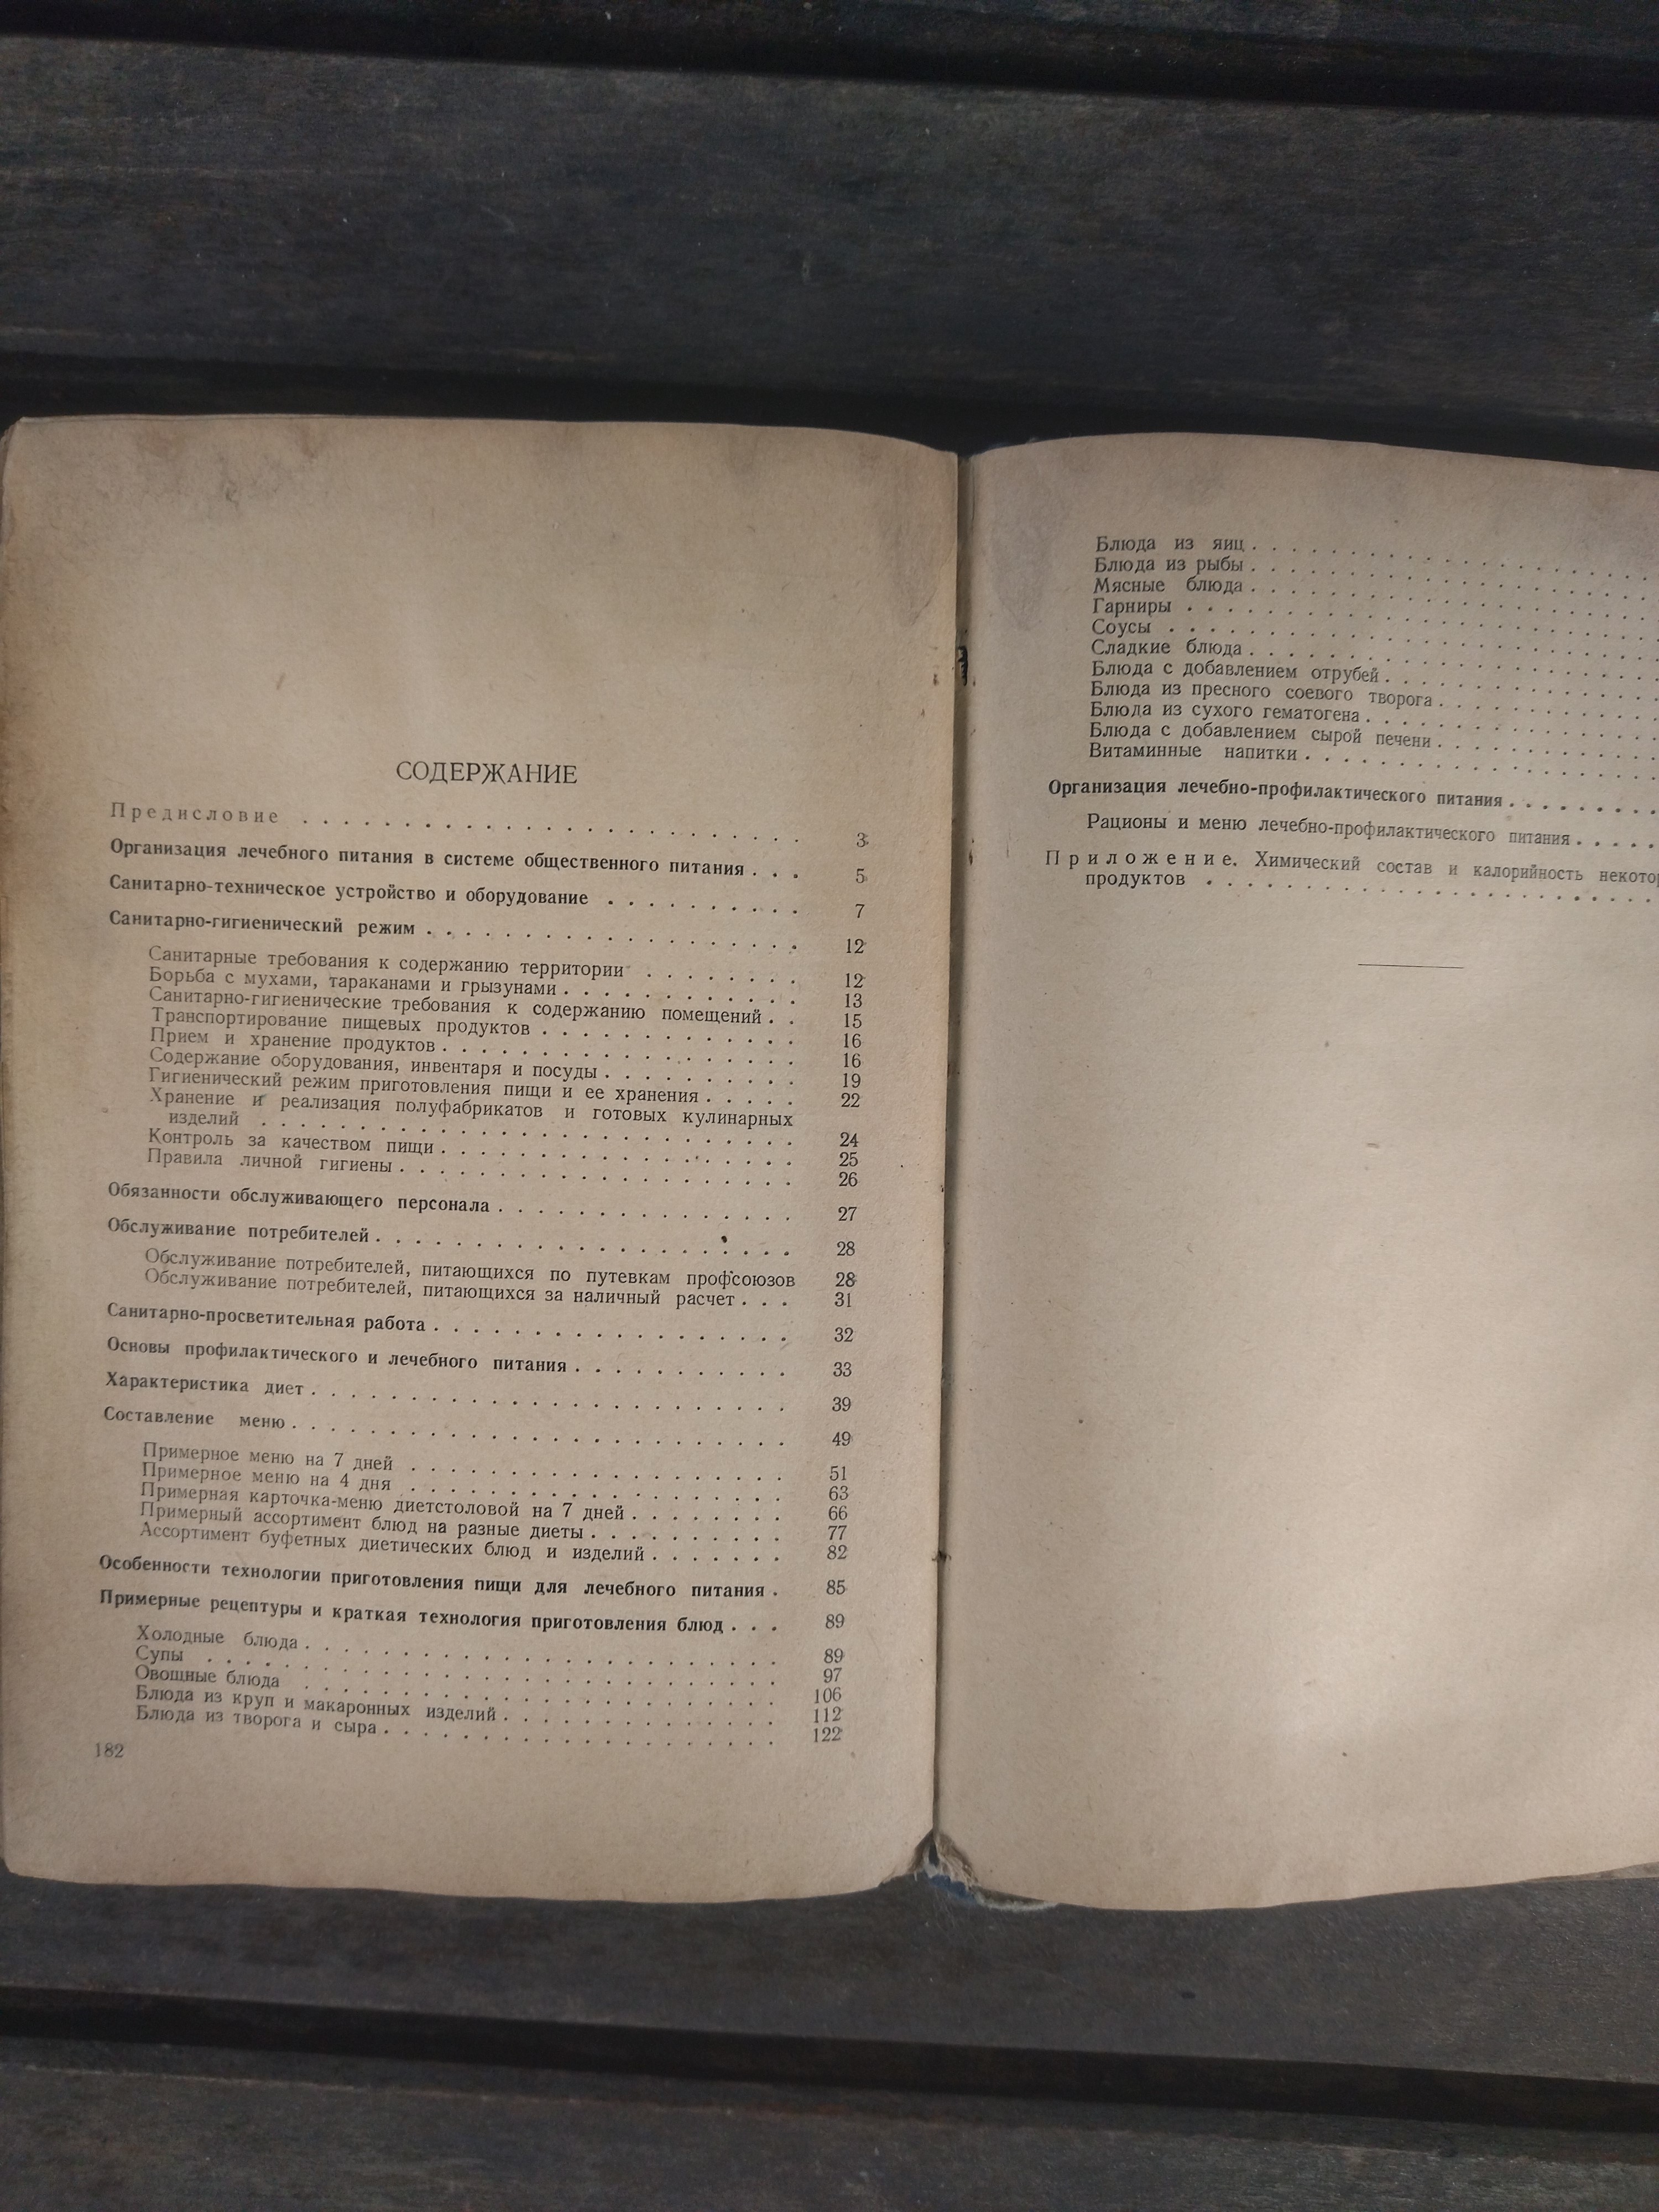 СОДЕРЖАНИЕ
Предисловие . . . . . . . . . . . . . . . . . . . . . . . . . 3
Организация лечебного питания в системе общественного питания . . . 5
Санитарно-техническое устройство и оборудование . . . . . . . . . . 7
Санитарно-гигиенический режим . . . . . . . . . . . . . . . . . . . 12
Санитарные требования к содержанию территории . . . . . . . . 12
Борьба с мухами, тараканами и грызунами . . . . . . . . . . . . 13
Санитарно-гигиенические требования к содержанию помещений . . 15
Транспортирование пищевых продуктов . . . . . . . . . . . . . 16
Прием и хранение продуктов . . . . . . . . . . . . . . . . . . 16
Содержание оборудования, инвентаря и посуды . . . . . . . . . . 19
Гигиенический режим приготовления пищи и ее хранения . . . . . 22
Хранение и реализация полуфабрикатов и готовых кулинарных
изделий . . . . . . . . . . . . . . . . . . . . . . . . . . . 24
Контроль за качеством пищи . . . . . . . . . . . . . . . . . . 25
Правила личной гигиены . . . . . . . . . . . . . . . . . . . . 26
Обязанности обслуживающего персонала . . . . . . . . . . . . . . . 27
Обслуживание потребителей . . . . . . . . . . . . . . . . . . . . . 28
Обслуживание потребителей, питающихся по путевкам профсоюзов 28
Обслуживание потребителей, питающихся за наличный расчет . . . 31
Санитарно-просветительная работа . . . . . . . . . . . . . . . . . . 32
Основы профилактического и лечебного питания . . . . . . . . . . . 33
Характеристика диет . . . . . . . . . . . . . . . . . . . . . . . . 39
Составление меню . . . . . . . . . . . . . . . . . . . . . . . . . 49
Примерное меню на 7 дней . . . . . . . . . . . . . . . . . . . 51
Примерное меню на 4 дня . . . . . . . . . . . . . . . . . . . 63
Примерная карточка-меню диетстоловой на 7 дней . . . . . . . . 66
Примерный ассортимент блюд на разные диеты . . . . . . . . . . 77
Ассортимент буфетных диетических блюд и изделий . . . . . . . 82
Особенности технологии приготовления пищи для лечебного питания . 85
Примерные рецептуры и краткая технология приготовления блюд . . . 89
Холодные блюда . . . . . . . . . . . . . . . . . . . . . . . . 89
Супы . . . . . . . . . . . . . . . . . . . . . . . . . . . . . 97
Овощные блюда . . . . . . . . . . . . . . . . . . . . . . . . 106
Блюда из круп и макаронных изделий . . . . . . . . . . . . . . 112
Блюда из творога и сыра . . . . . . . . . . . . . . . . . . . . 122
182
Блюда из яиц . . . . . . . . . . . . . . . . . . . .
Блюда из рыбы . . . . . . . . . . . . . . . . . . . .
Мясные блюда . . . . . . . . . . . . . . . . . . . .
Гарниры . . . . . . . . . . . . . . . . . . . . . . .
Соусы . . . . . . . . . . . . . . . . . . . . . . . .
Сладкие блюда . . . . . . . . . . . . . . . . . . . .
Блюда с добавлением отрубей . . . . . . . . . . . . . .
Блюда из пресного соевого творога . . . . . . . . . . .
Блюда из сухого гематогена . . . . . . . . . . . . . .
Блюда с добавлением сырой печени . . . . . . . . . . .
Витаминные напитки . . . . . . . . . . . . . . . . . .
Организация лечебно-профилактического питания . . . . . . . .
Рационы и меню лечебно-профилактического питания . . . . .
Приложение. Химический состав и калорийность некотор
продуктов . . . . . . . . . . . . . . . . . . . . . .